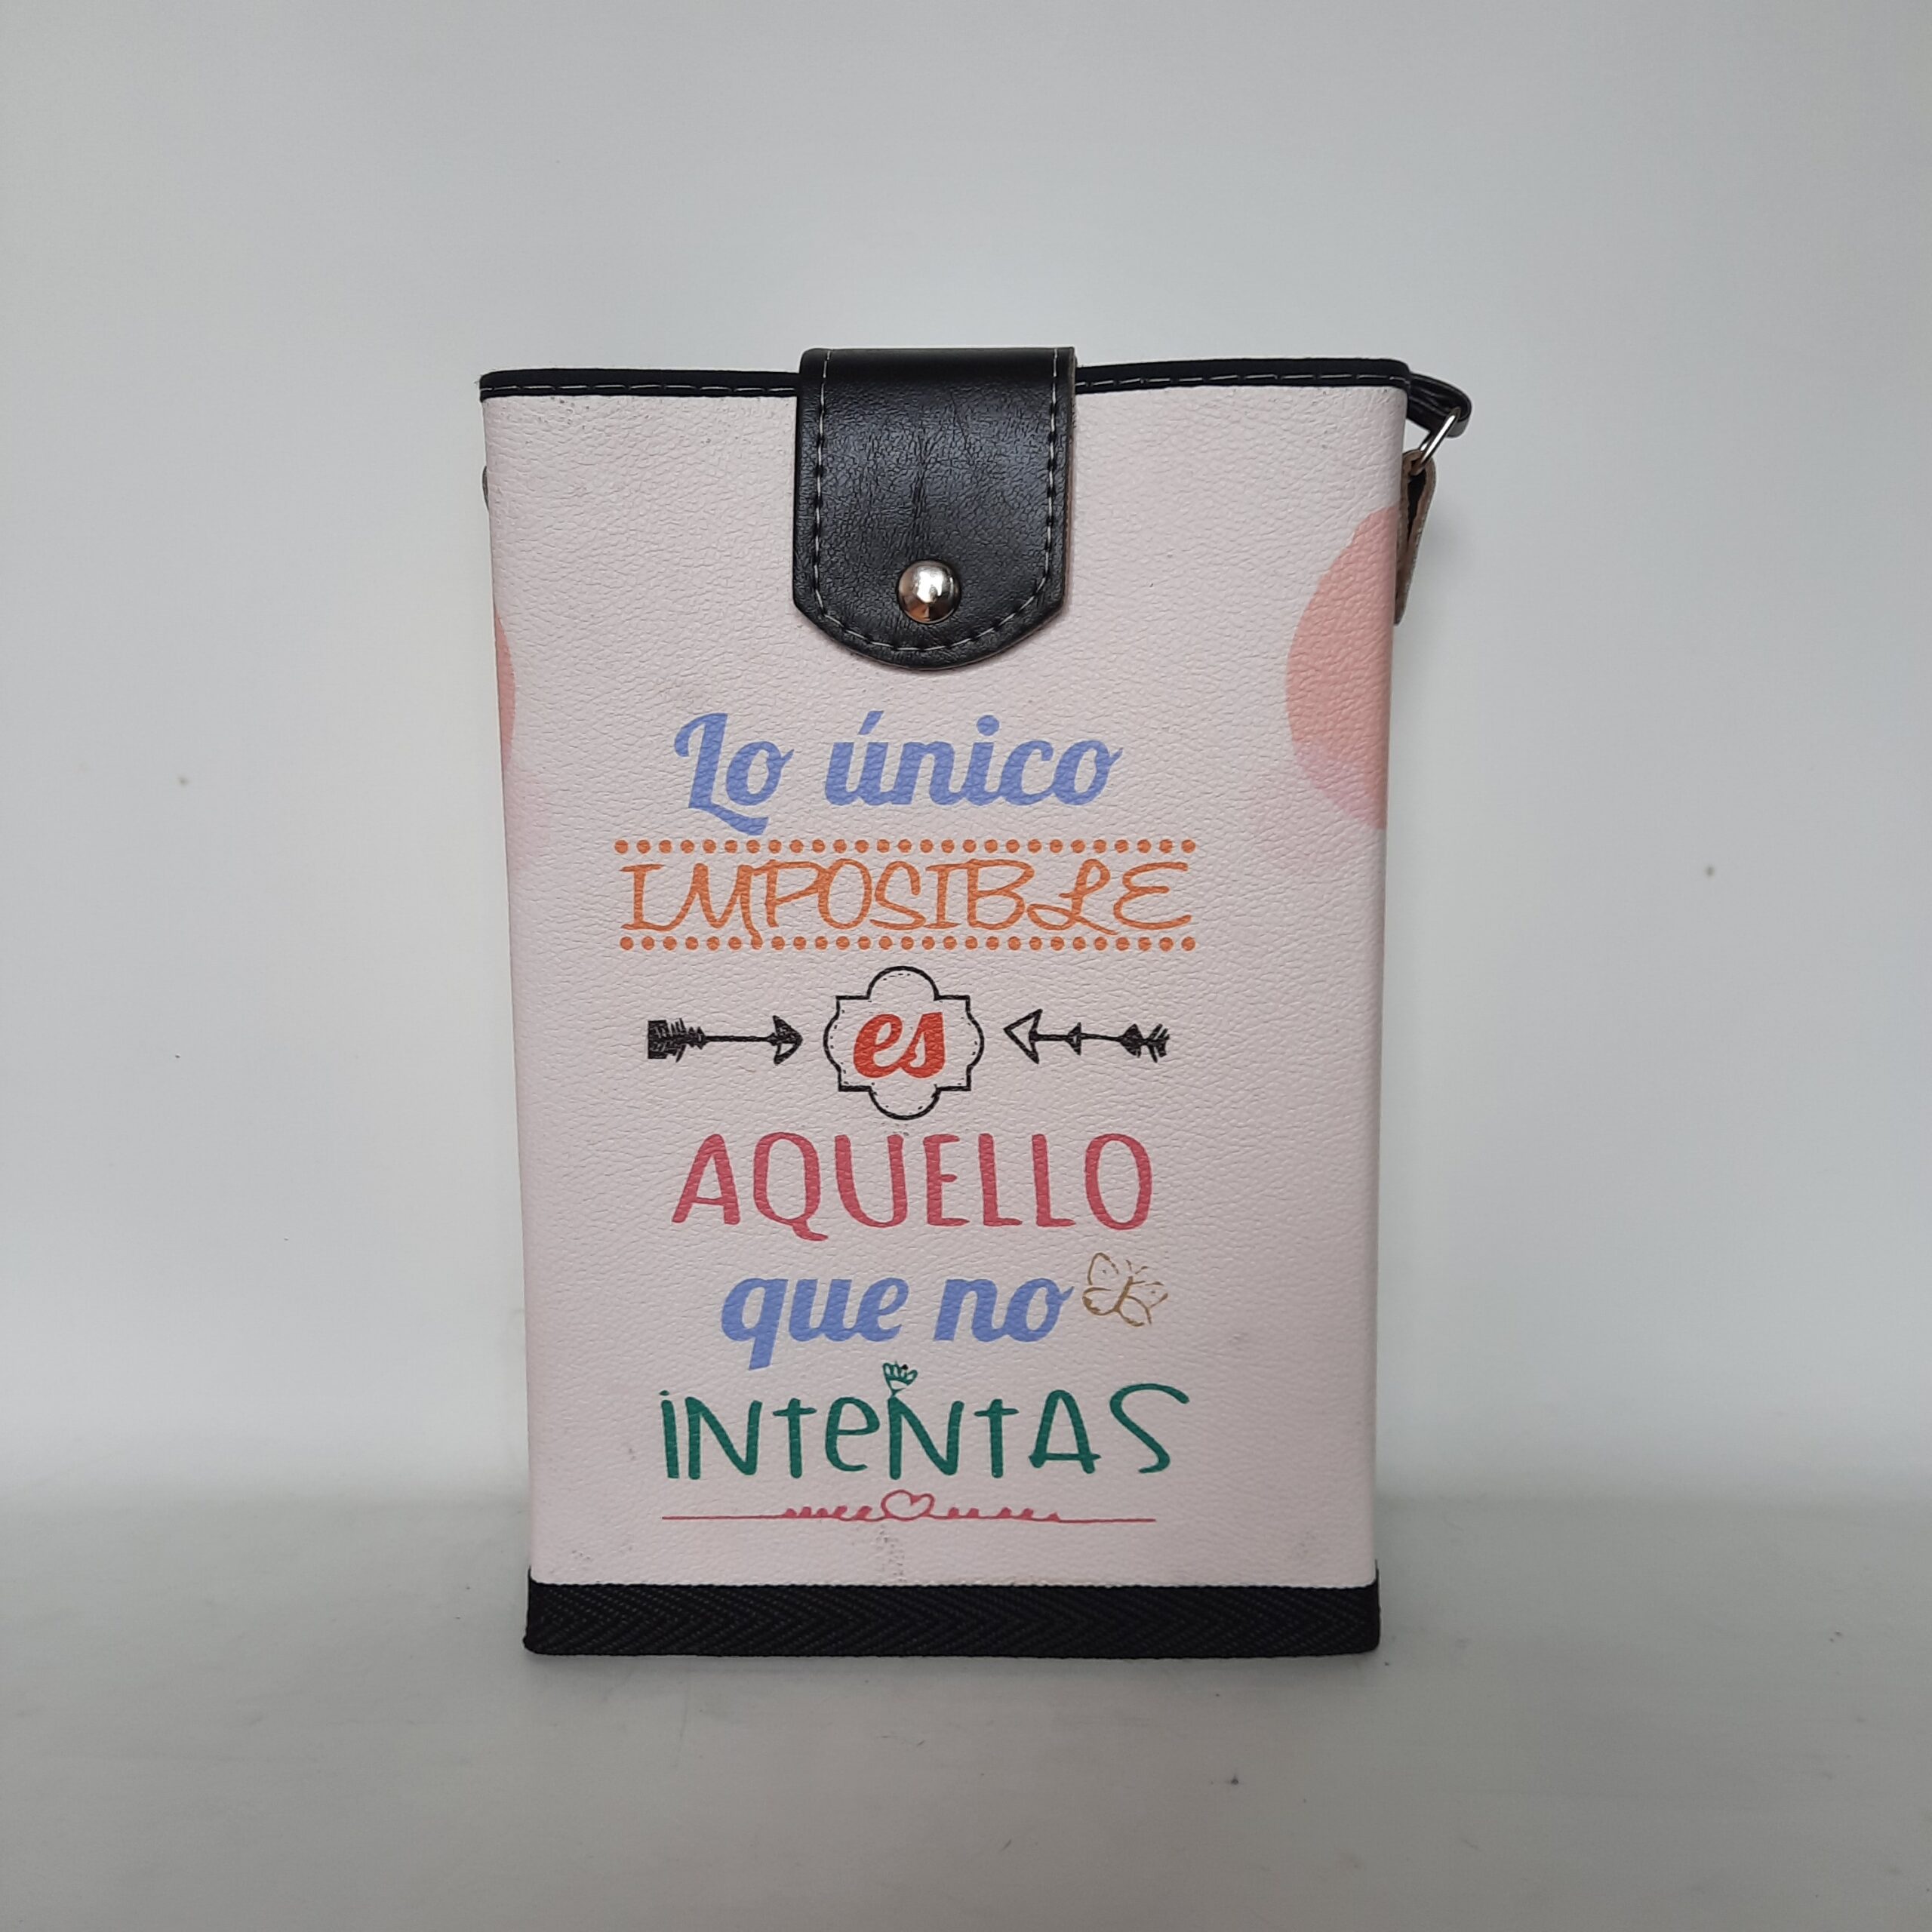 Lo único
IMPOSIBLE
es
AQUELLO
que no
iNteNtAS